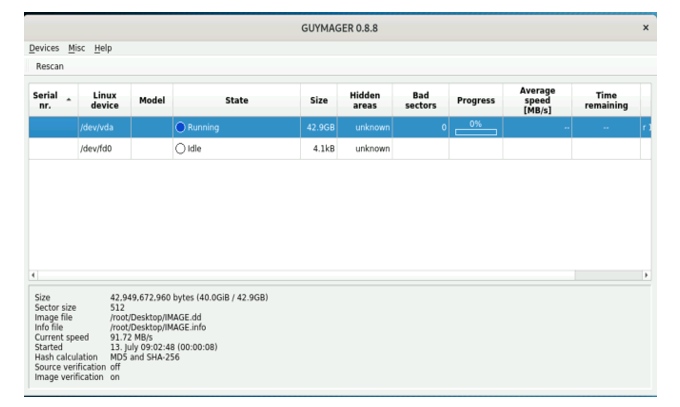 GUYMAGER 0.8.8 ×
Devices Misc Help
Rescan
Serial nr. Linux device Model State Size Hidden areas Bad sectors Progress Average speed [MB/s] Time remaining
/dev/vda Running 42.9GB unknown 0 0% -- -- r 1
/dev/fd0 Idle 4.1kB unknown
Size 42,949,672,960 bytes (40.0GiB / 42.9GB)
Sector size 512
Image file /root/Desktop/IMAGE.dd
Info file /root/Desktop/IMAGE.info
Current speed 91.72 MB/s
Started 13. July 09:02:48 (00:00:08)
Hash calculation MD5 and SHA-256
Source verification off
Image verification on